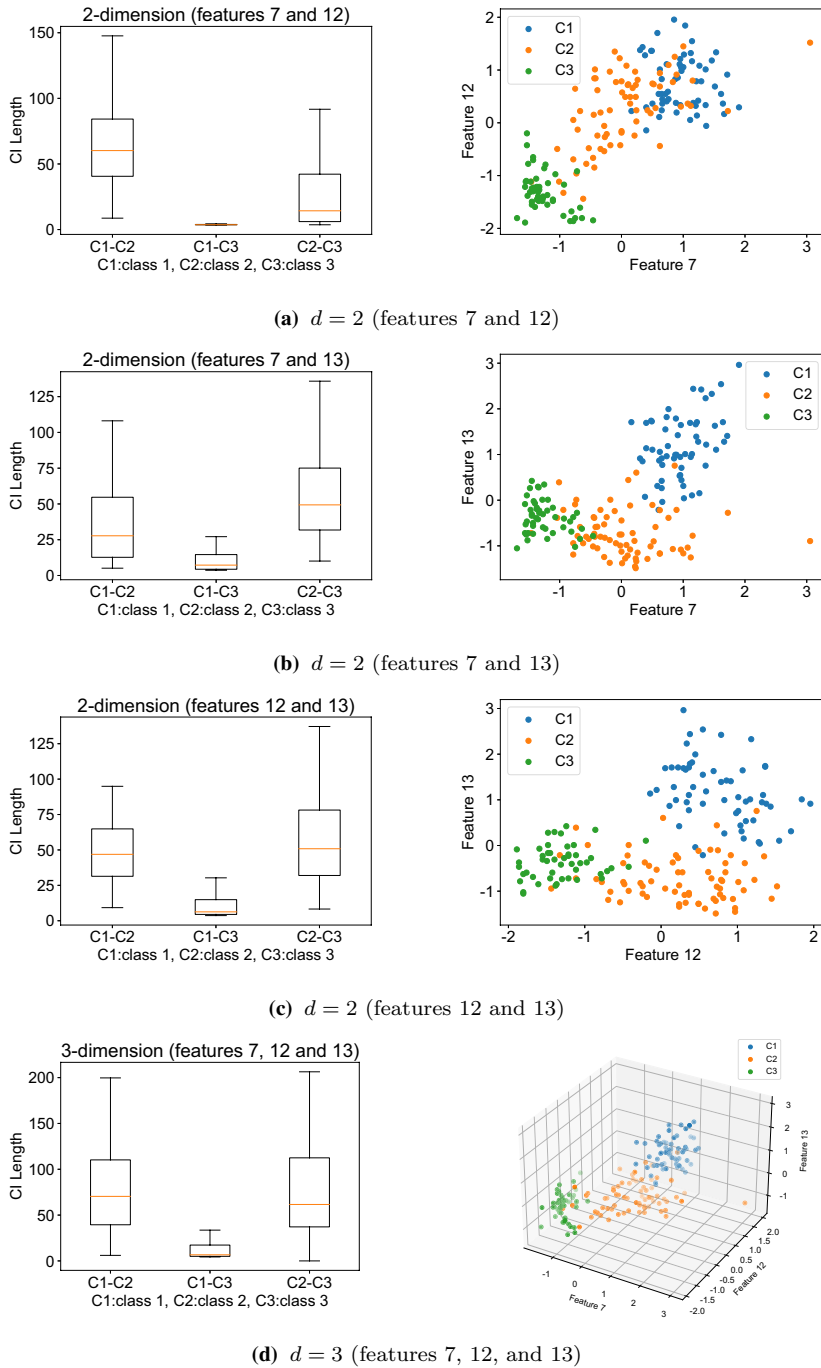 2-dimension (features 7 and 12)
150
100
50
0
CI Length
C1-C2
C1-C3
C2-C3
C1:class 1, C2:class 2, C3:class 3
C1
C2
C3
2
1
0
-1
-2
Feature 12
-1
0
1
2
3
Feature 7
(a) d = 2 (features 7 and 12)
2-dimension (features 7 and 13)
125
100
75
50
25
0
CI Length
C1-C2
C1-C3
C2-C3
C1:class 1, C2:class 2, C3:class 3
C1
C2
C3
3
2
1
0
-1
Feature 13
-1
0
1
2
3
Feature 7
(b) d = 2 (features 7 and 13)
2-dimension (features 12 and 13)
125
100
75
50
25
0
CI Length
C1-C2
C1-C3
C2-C3
C1:class 1, C2:class 2, C3:class 3
C1
C2
C3
3
2
1
0
-1
Feature 13
-2
-1
0
1
2
Feature 12
(c) d = 2 (features 12 and 13)
3-dimension (features 7, 12 and 13)
200
150
100
50
0
CI Length
C1-C2
C1-C3
C2-C3
C1:class 1, C2:class 2, C3:class 3
C1
C2
C3
3
2
1
0
-1
Feature 13
-1
0
1
2
3
Feature 7
2.0
1.5
1.0
0.5
0.0
-0.5
-1.0
-1.5
-2.0
Feature 12
(d) d = 3 (features 7, 12, and 13)